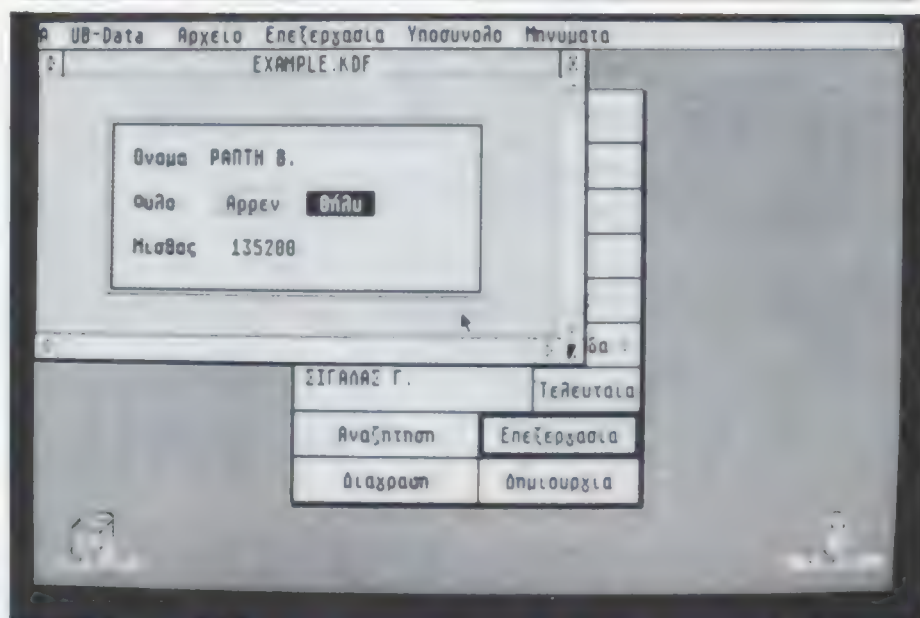 UB-Data Αρχειο Επεξεργασια Υποσυνολο Μηνυματα
EXAMPLE.KDF
Ονομα ΡΑΠΤΗ Β.
Φυλο Αρρεν Θήλυ
Μισθος 135200
δα
ΣΙΓΑΛΑΣ Γ. Τελευταια
Αναζητηση Επεξεργασια
Διαγραφη Δημιουργια